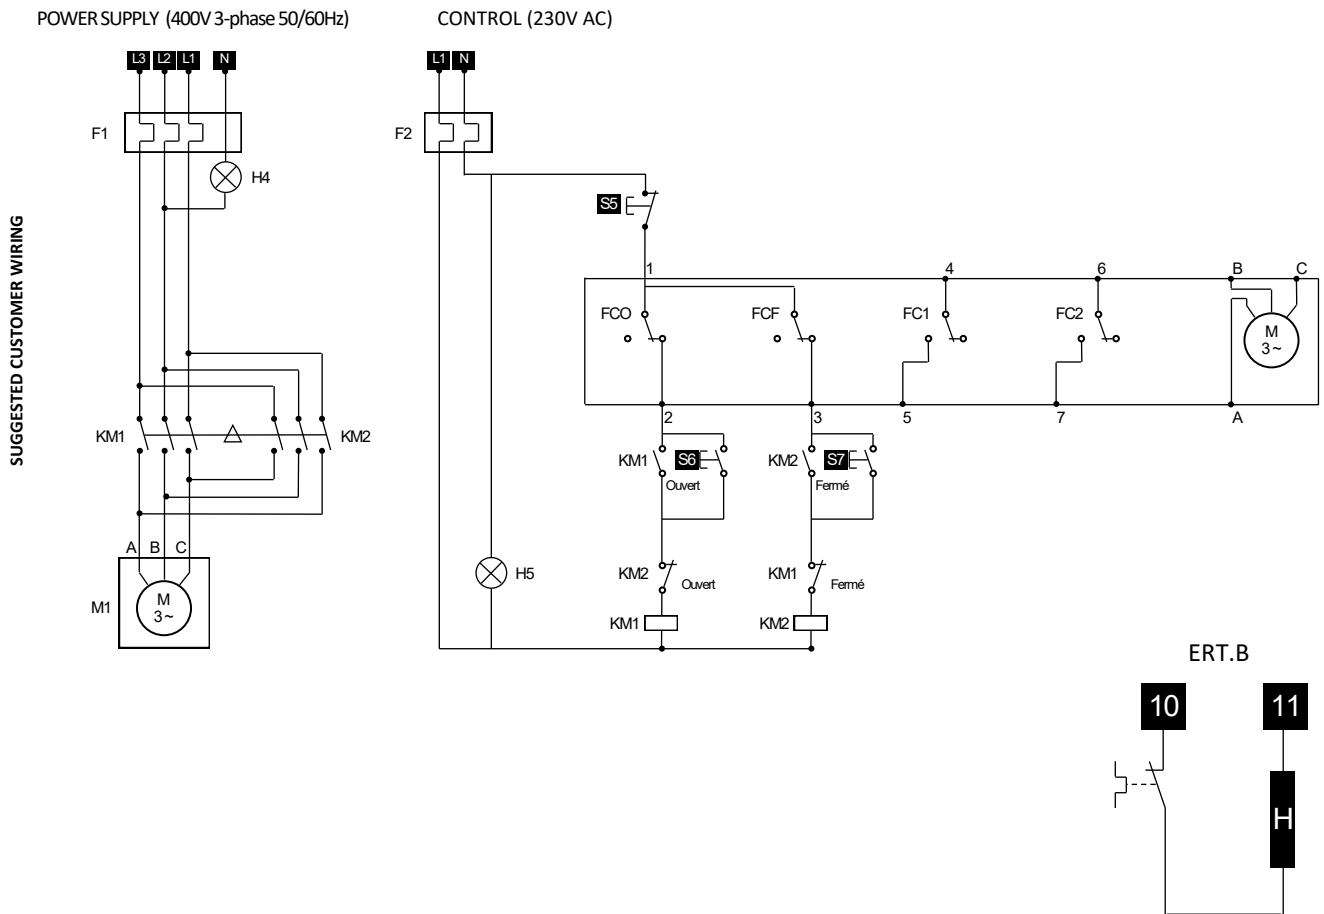 POWER SUPPLY (400V 3-phase 50/60Hz) CONTROL (230V AC)
L3 L2 L1 N L1 N
F1 F2
H4
S5
SUGGESTED CUSTOMER WIRING
1 4 6 B C
FCO FCF FC1 FC2 M
3~
2 3 5 7 A
KM1 KM2 KM1 S6 KM2 S7
Ouvert Fermé
A B C
KM2 Ouvert KM1 Fermé
H5
M1 M
3~
KM1 KM2
ERT.B
10 11
H